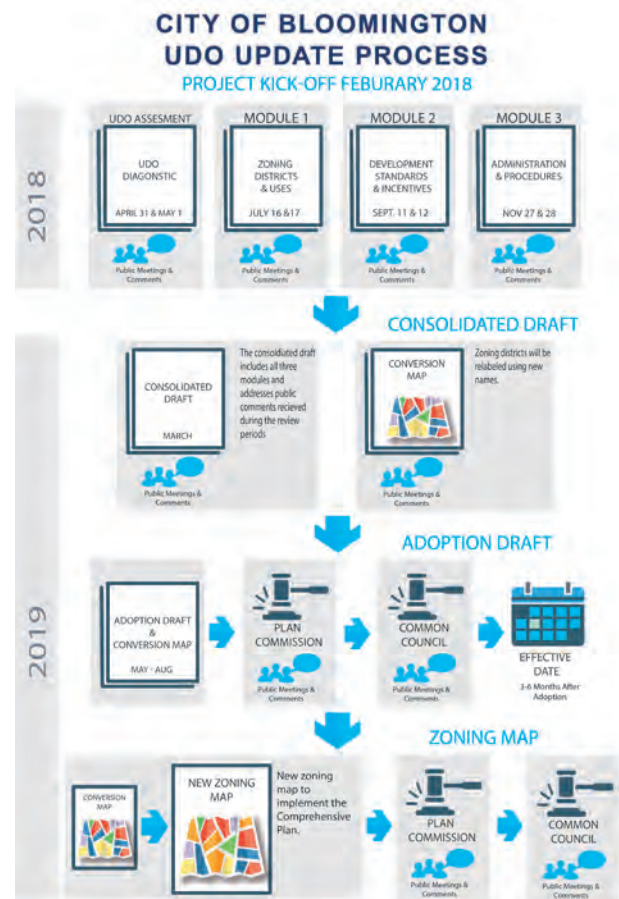 CITY OF BLOOMINGTON
UDO UPDATE PROCESS
PROJECT KICK-OFF FEBURARY 2018
2018
UDO ASSESMENT
UDO
DIAGONSTIC
APRIL 31 & MAY 1
Public Meetings &
Comments
MODULE 1
ZONING
DISTRICTS
& USES
JULY 16 &17
Public Meetings &
Comments
MODULE 2
DEVELOPMENT
STANDARDS
& INCENTIVES
SEPT. 11 & 12
Public Meetings &
Comments
MODULE 3
ADMINISTRATION
& PROCEDURES
NOV 27 & 28
Public Meetings &
Comments
2019
CONSOLIDATED DRAFT
CONSOLIDATED
DRAFT
MARCH
Public Meetings &
Comments
The consoldiated draft
includes all three
modules and
addresses public
comments recieved
during the review
periods
CONVERSION
MAP
Public Meetings &
Comments
Zoning districts will be
relabeled using new
names.
ADOPTION DRAFT
ADOPTION DRAFT
&
CONVERSION MAP
MAY - AUG
PLAN
COMMISSION
Public Meetings &
Comments
COMMON
COUNCIL
Public Meetings &
Comments
EFFECTIVE
DATE
3-6 Months After
Adoption
ZONING MAP
CONVERSION
MAP
NEW ZONING
MAP
New zoning
map to
implement the
Comprehensive
Plan.
PLAN
COMMISSION
Public Meetings &
Comments
COMMON
COUNCIL
Public Meetings &
Comments